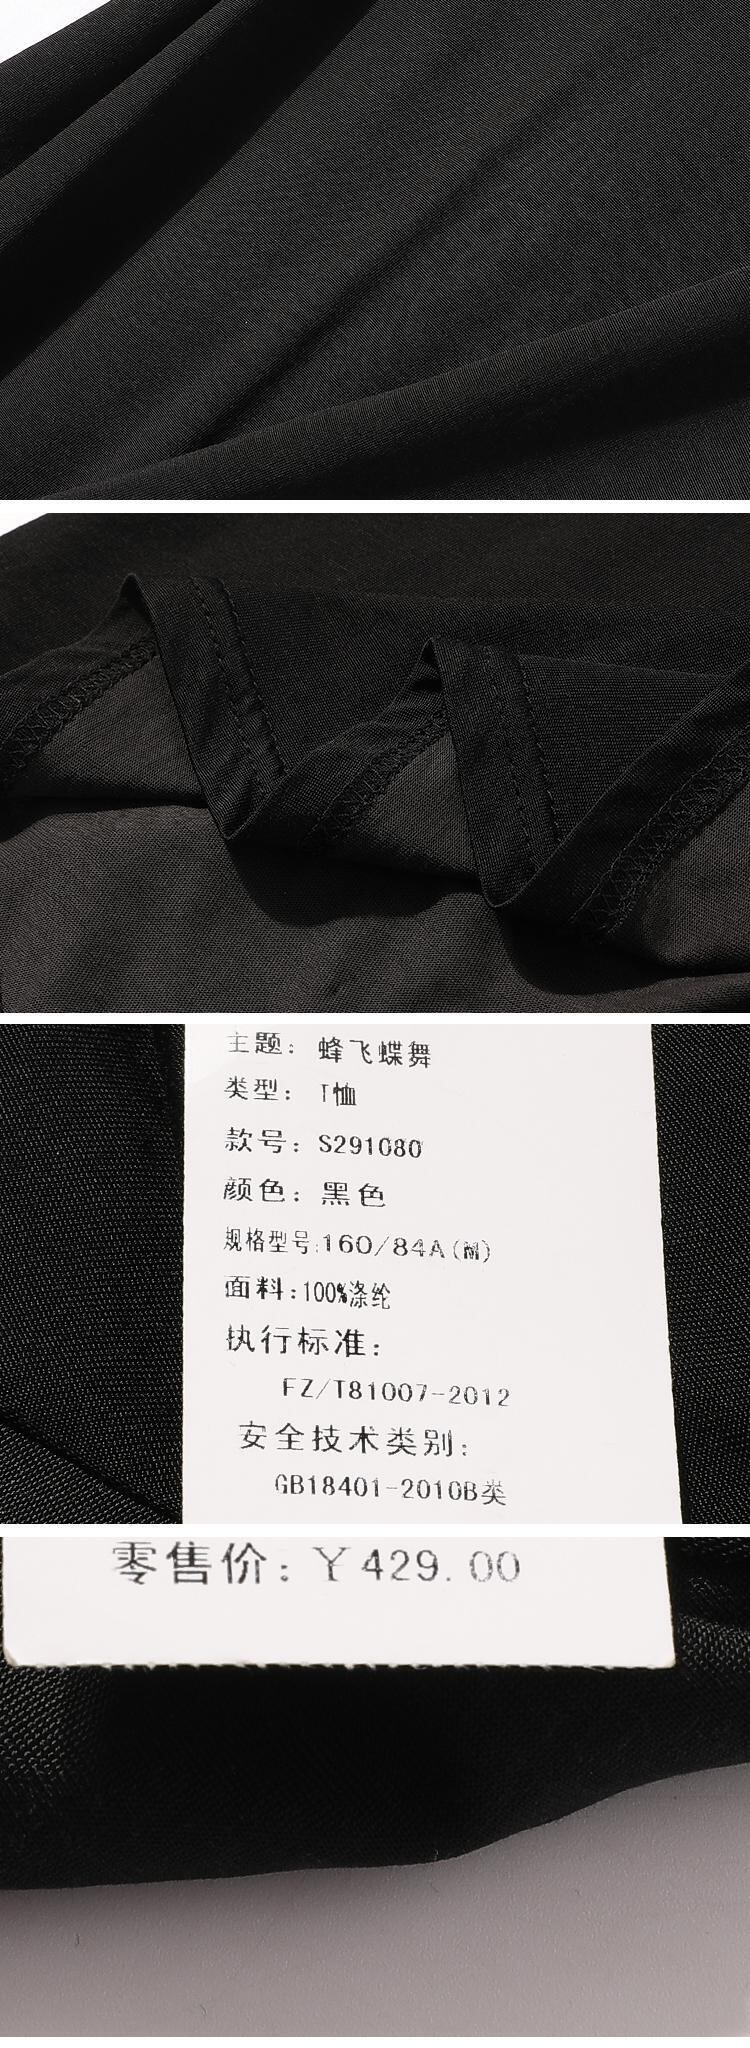 主题: 蜂飞蝶舞
类型: T恤
款号: S291080
颜色: 黑色
规格型号:160/84A(M)
面料:100%涤纶
执行标准:
FZ/T81007-2012
安全技术类别:
GB18401-2010B类
零售价: ¥429.00